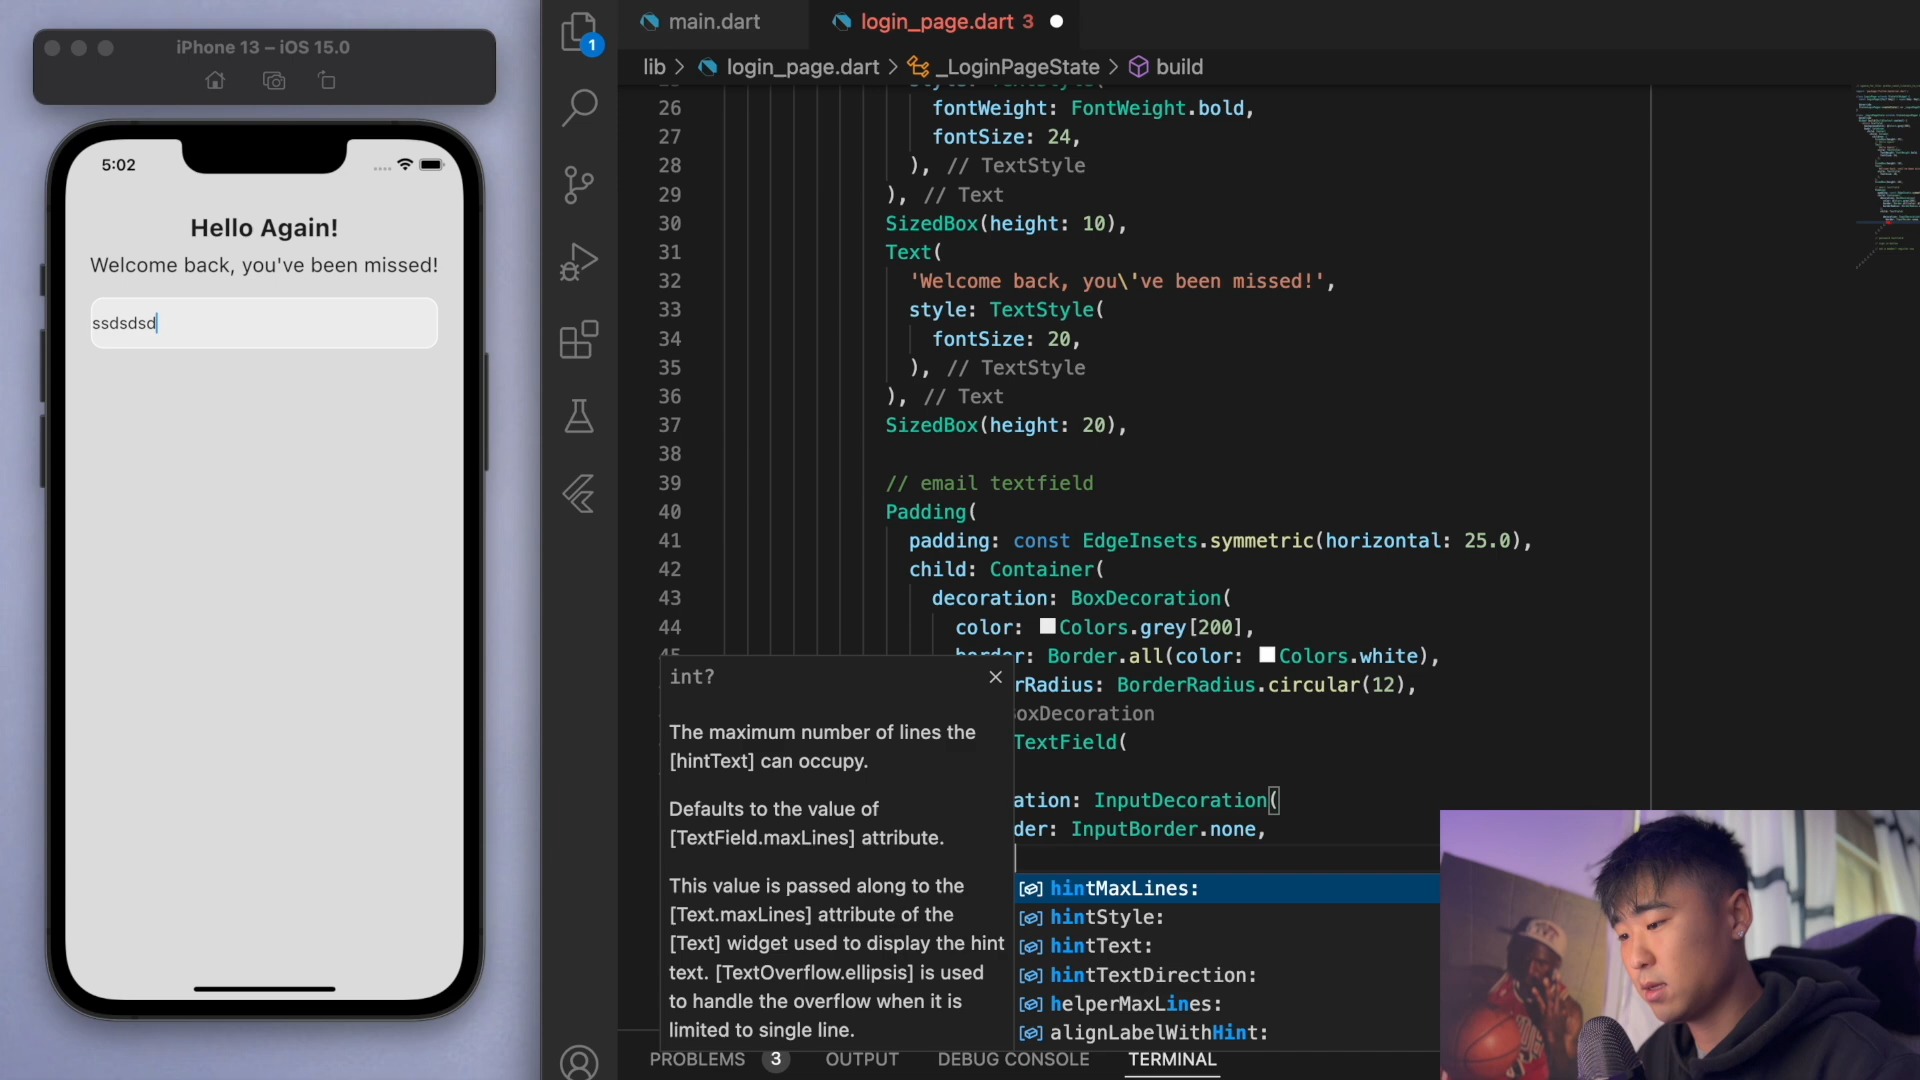 iPhone 13 – iOS 15.0
5:02
Hello Again!
Welcome back, you've been missed!
ssdsdsd
1
main.dart
login_page.dart 3
lib > login_page.dart > _LoginPageState > build
26 fontWeight: FontWeight.bold,
27 fontSize: 24,
28 ), // TextStyle
29 ), // Text
30 SizedBox(height: 10),
31 Text(
32 'Welcome back, you\'ve been missed!',
33 style: TextStyle(
34 fontSize: 20,
35 ), // TextStyle
36 ), // Text
37 SizedBox(height: 20),
38
39 // email textfield
40 Padding(
41 padding: const EdgeInsets.symmetric(horizontal: 25.0),
42 child: Container(
43 decoration: BoxDecoration(
44 color: Colors.grey[200],
45 border: Border.all(color: Colors.white),
rRadius: BorderRadius.circular(12),
oxDecoration
TextField(
ation: InputDecoration(
der: InputBorder.none,
int?
The maximum number of lines the
[hintText] can occupy.
Defaults to the value of
[TextField.maxLines] attribute.
This value is passed along to the
[Text.maxLines] attribute of the
[Text] widget used to display the hint
text. [TextOverflow.ellipsis] is used
to handle the overflow when it is
limited to single line.
hintMaxLines:
hintStyle:
hintText:
hintTextDirection:
helperMaxLines:
alignLabelWithHint:
PROBLEMS 3 OUTPUT DEBUG CONSOLE TERMINAL